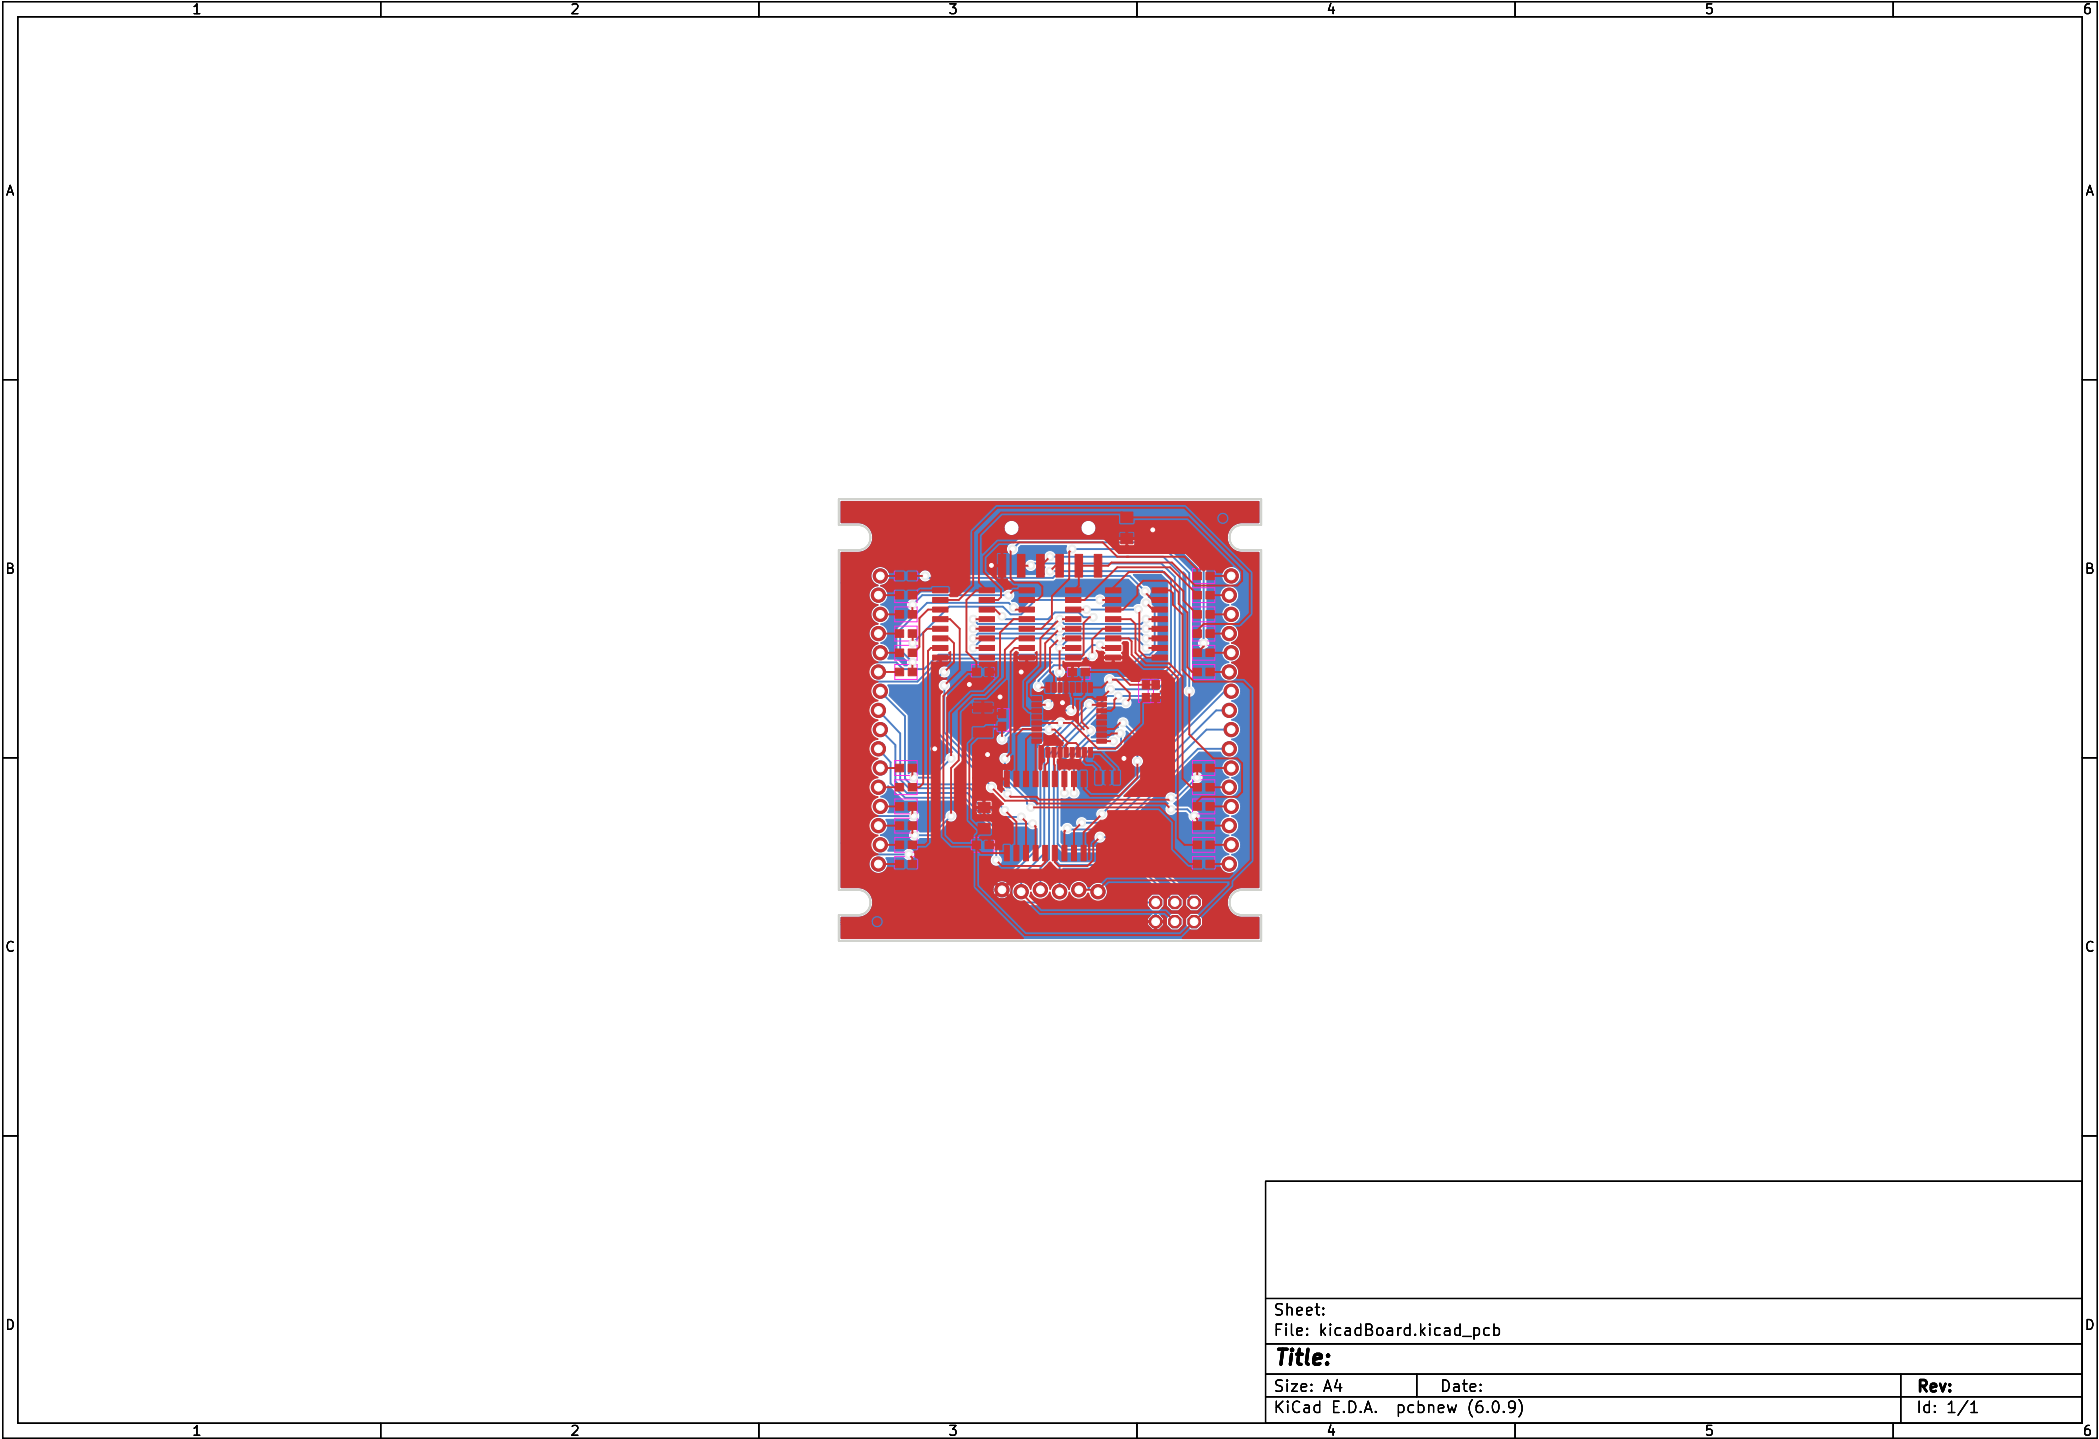 1 2 3 4 5 6
A A
B B
C C
D D
Sheet:
File: kicadBoard.kicad_pcb
Title:
Size: A4 Date: Rev:
KiCad E.D.A. pcbnew (6.0.9) Id: 1/1
1 2 3 4 5 6